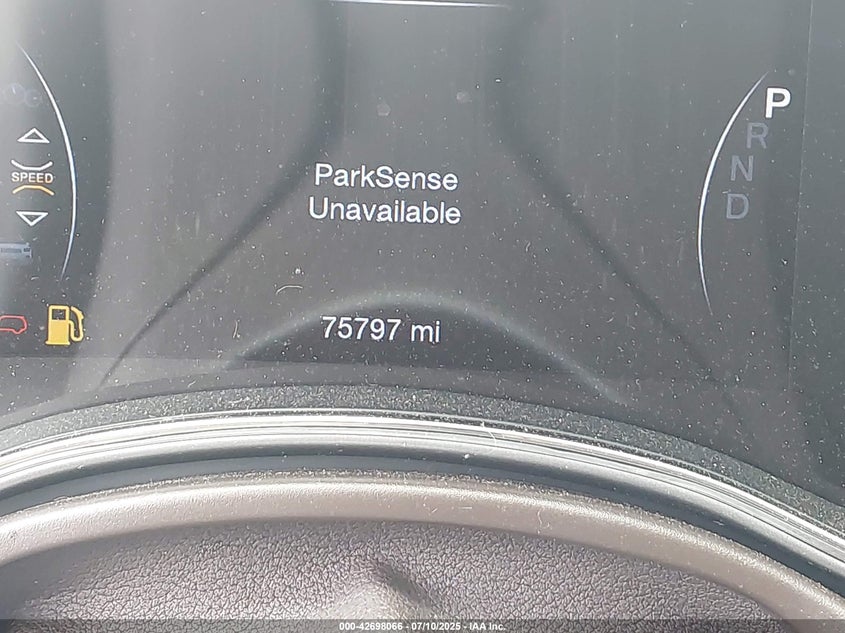 P
R
N
D
SPEED
ParkSense
Unavailable
75797 mi
000-42698066 - 07/10/2025 - IAA Inc.